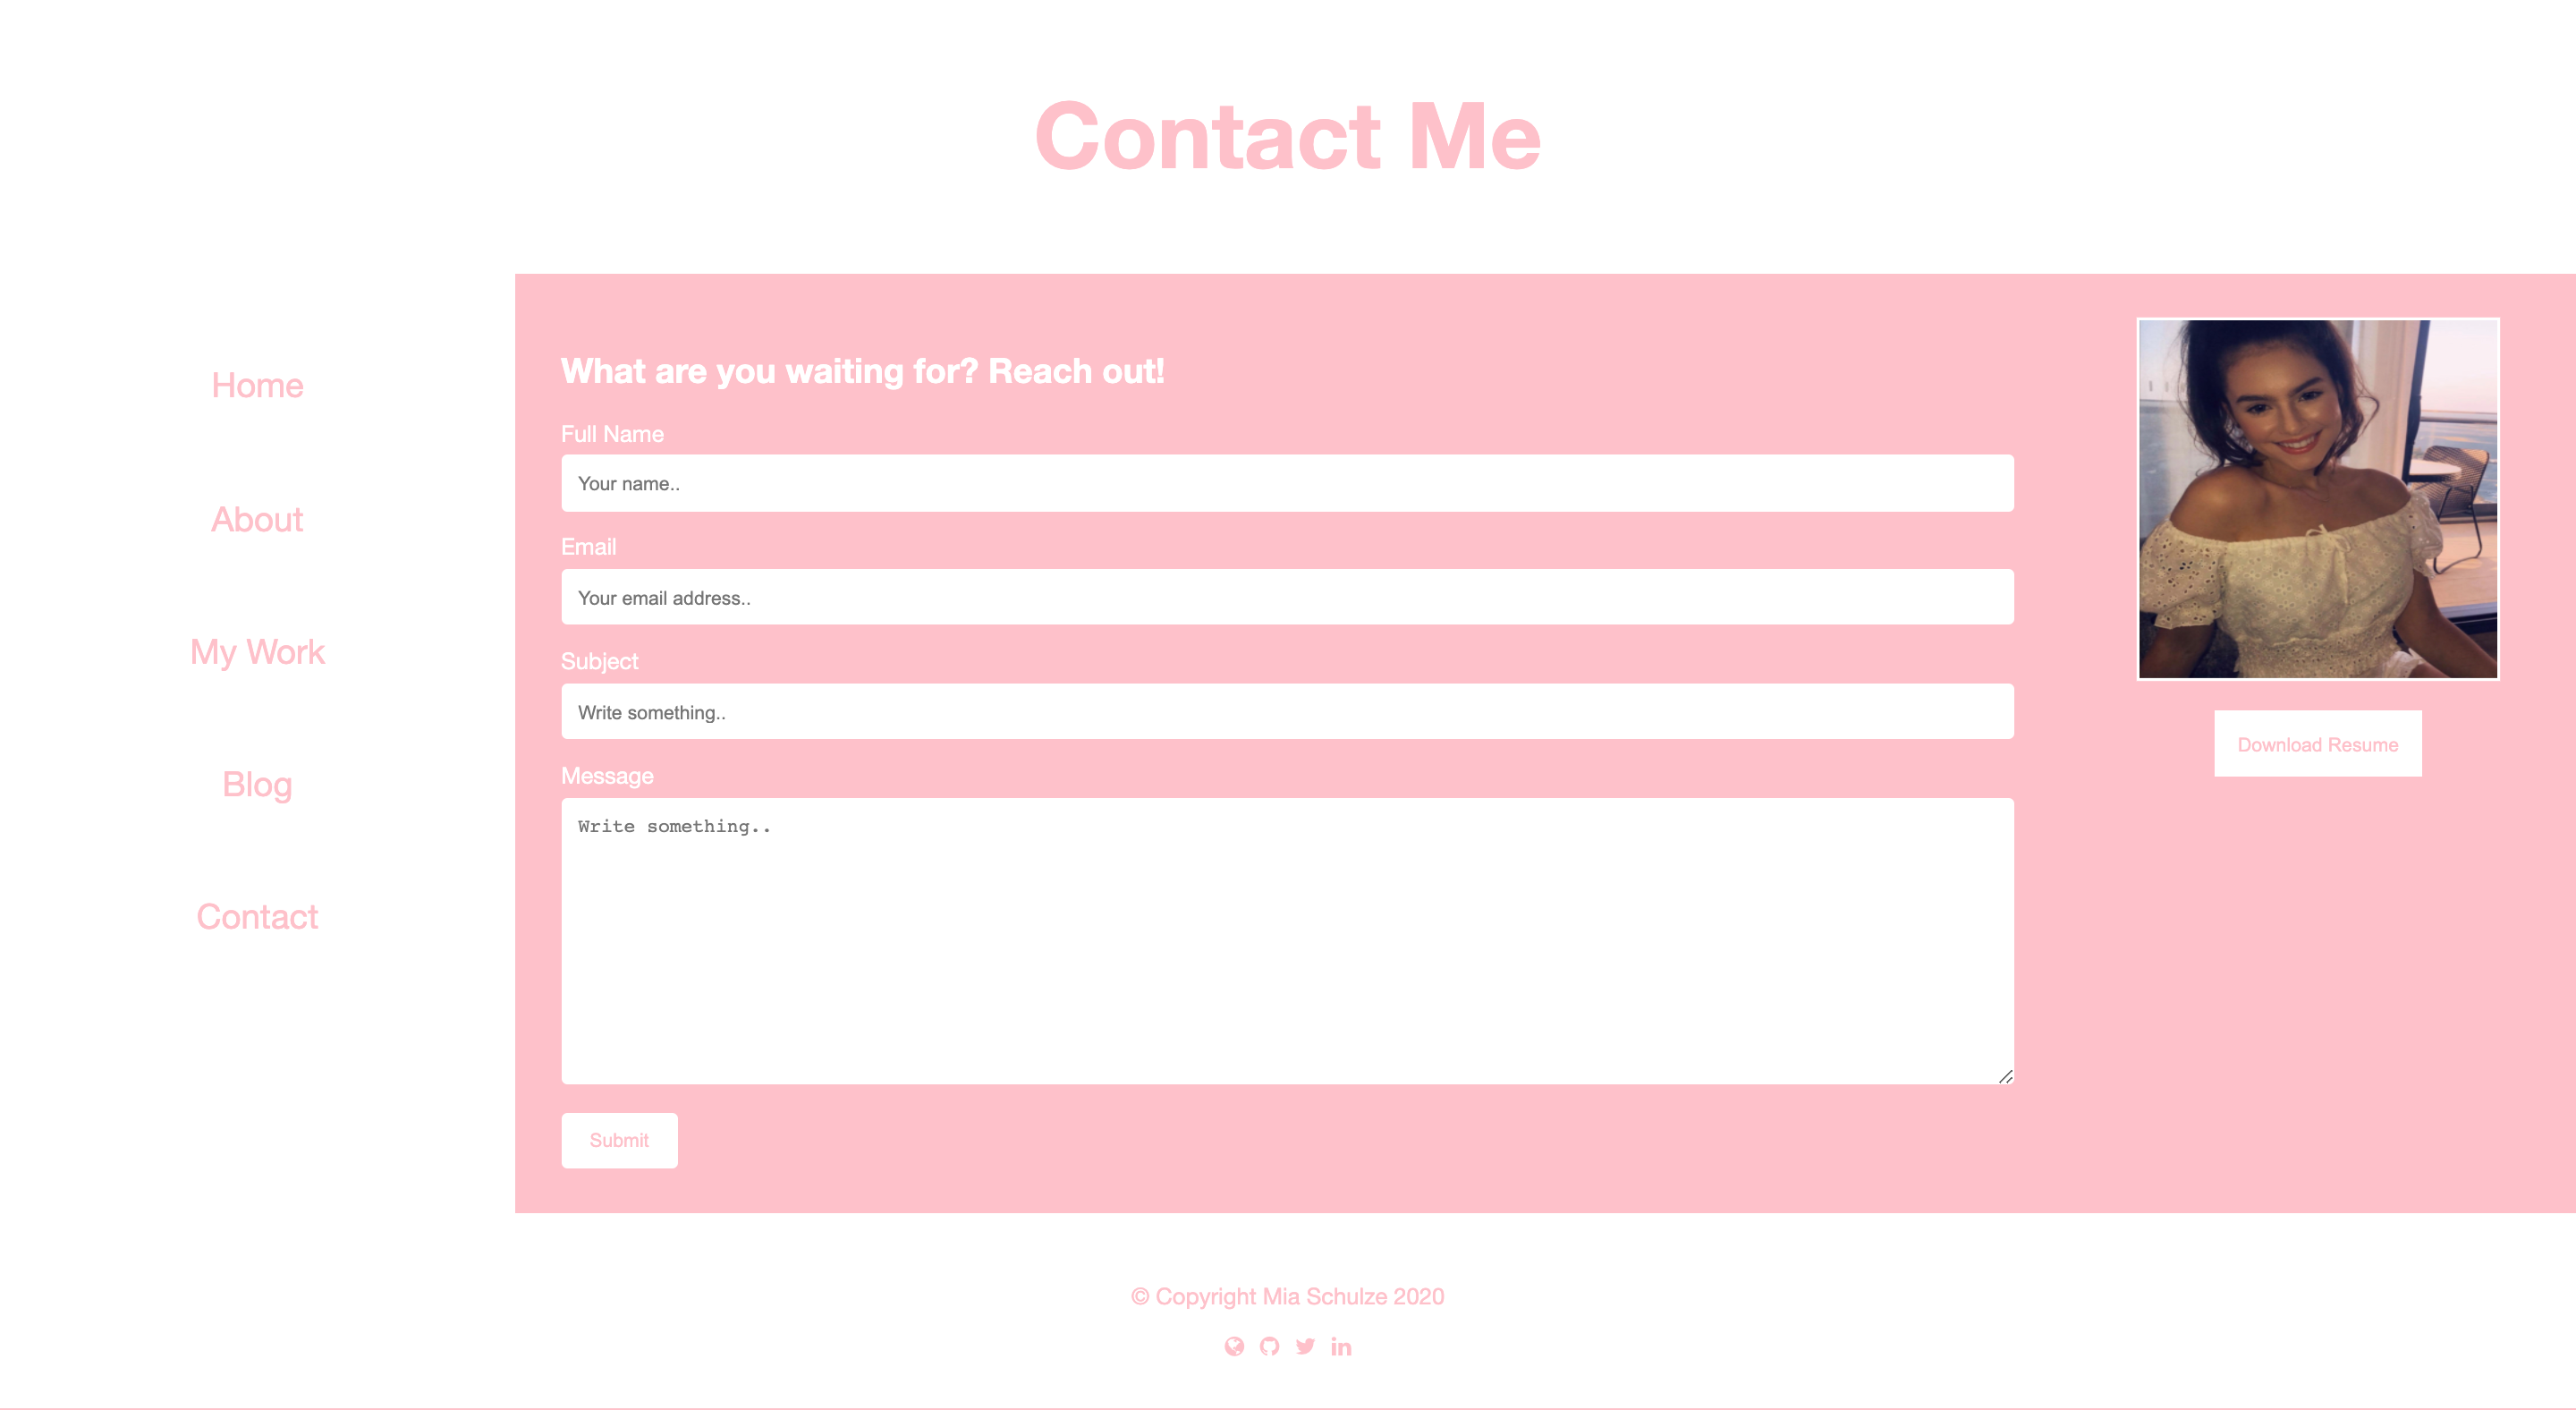 Contact Me
Home
About
My Work
Blog
Contact
What are you waiting for? Reach out!
Full Name
Your name..
Email
Your email address..
Subject
Write something..
Message
Write something..
Submit
Download Resume
© Copyright Mia Schulze 2020